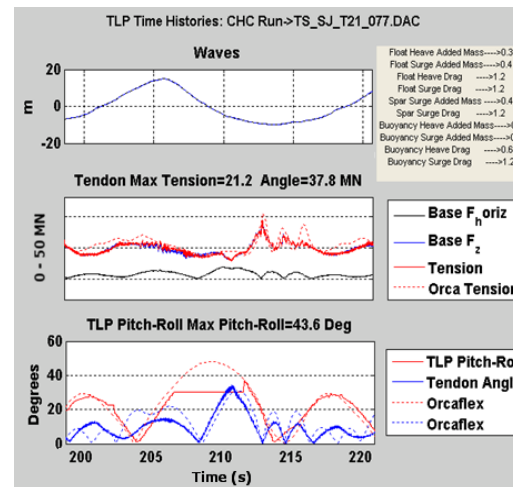 TLP Time Histories: CHC Run->TS_SJ_T21_077.DAC
Waves
Float Heave Added Mass---->0.3
Float Surge Added Mass---->0.4
Float Heave Drag ---->1.2
Float Surge Drag ---->1.2
Spar Surge Added Mass---->0.4
Spar Surge Drag ---->1.2
Buoyancy Heave Added Mass---->0
Buoyancy Surge Added Mass---->0
Buoyancy Heave Drag ---->0.6
Buoyancy Surge Drag ---->1.2
20
0
-20
m
Tendon Max Tension=21.2 Angle=37.8 MN
0 - 50 MN
Base F_horiz
Base F_z
Tension
Orca Tension
TLP Pitch-Roll Max Pitch-Roll=43.6 Deg
60
40
20
0
Degrees
TLP Pitch-Ro
Tendon Angl
Orcaflex
Orcaflex
200 205 210 215 220
Time (s)